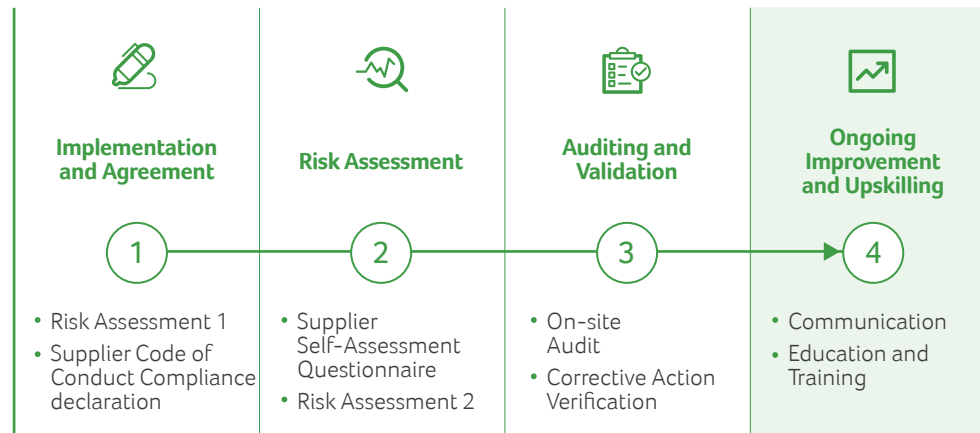 Implementation
and Agreement
Risk Assessment
Auditing and
Validation
Ongoing
Improvement
and Upskilling
1
2
3
4
• Risk Assessment 1
• Supplier Code of
Conduct Compliance
declaration
• Supplier
Self-Assessment
Questionnaire
• Risk Assessment 2
• On-site
Audit
• Corrective Action
Verification
• Communication
• Education and
Training